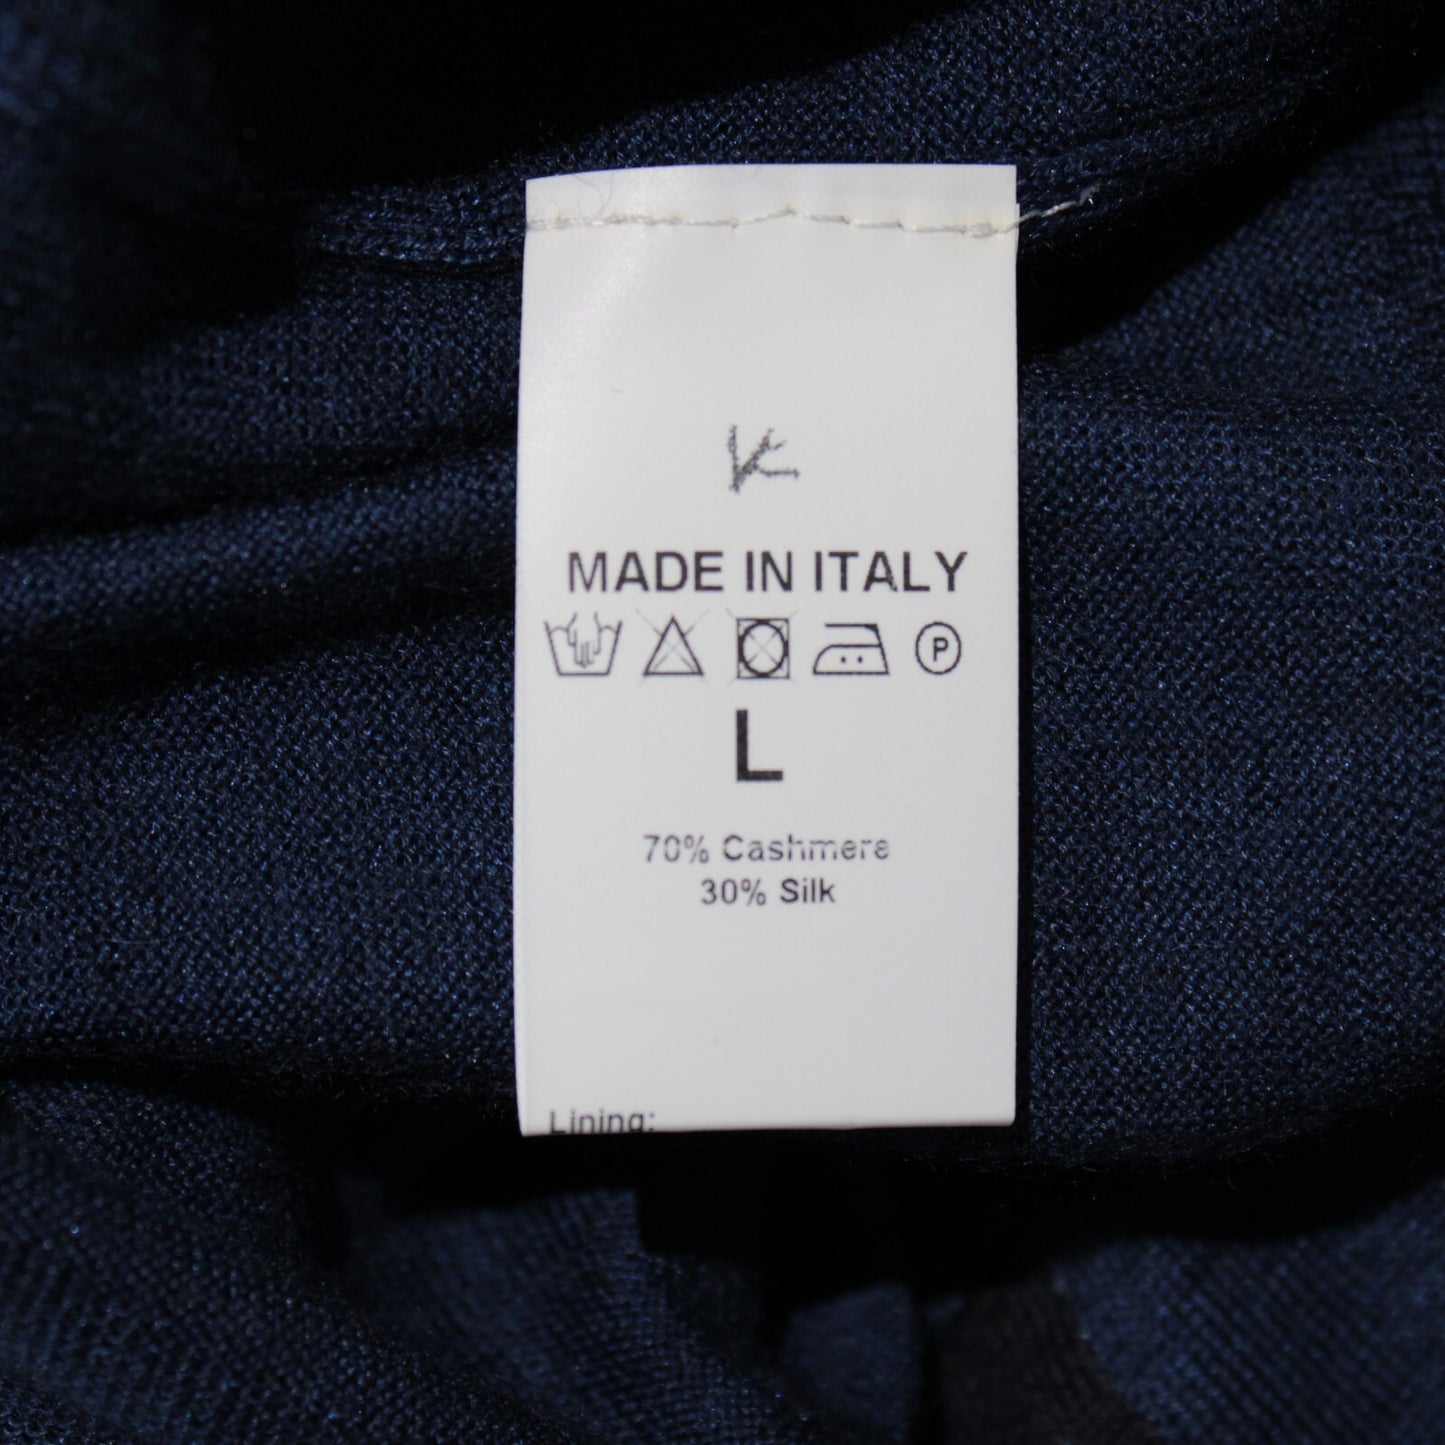 MADE IN ITALY
P
L
70% Cashmere
30% Silk
Lining: